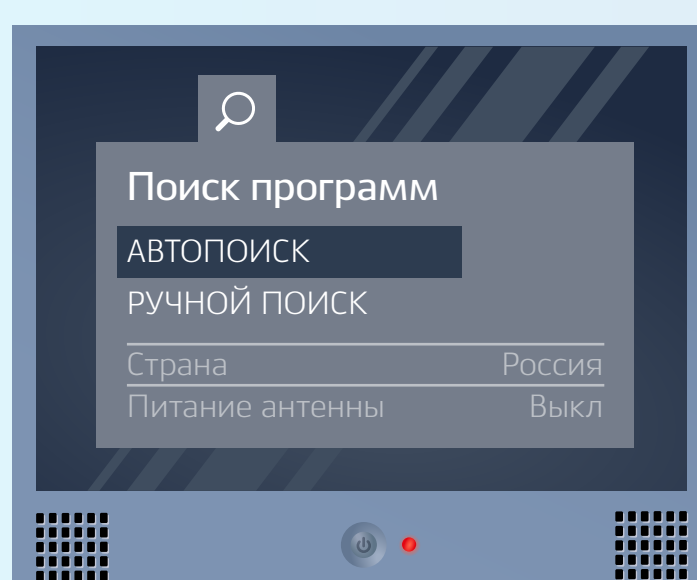 Поиск программ
АВТОПОИСК
РУЧНОЙ ПОИСК
Страна Россия
Питание антенны Выкл